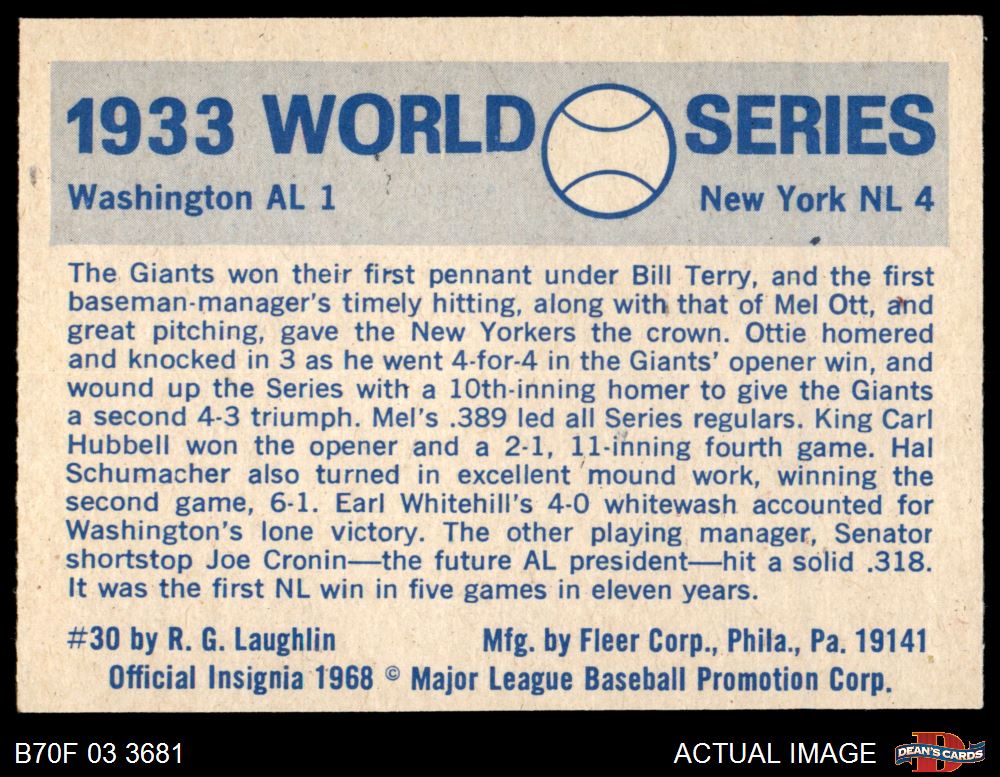 1933 WORLD SERIES
Washington AL 1
New York NL 4
The Giants won their first pennant under Bill Terry, and the first
baseman-manager's timely hitting, along with that of Mel Ott, and
great pitching, gave the New Yorkers the crown. Ottie homered
and knocked in 3 as he went 4-for-4 in the Giants' opener win, and
wound up the Series with a 10th-inning homer to give the Giants
a second 4-3 triumph. Mel's .389 led all Series regulars. King Carl
Hubbell won the opener and a 2-1, 11-inning fourth game. Hal
Schumacher also turned in excellent mound work, winning the
second game, 6-1. Earl Whitehill's 4-0 whitewash accounted for
Washington's lone victory. The other playing manager, Senator
shortstop Joe Cronin—the future AL president—hit a solid .318.
It was the first NL win in five games in eleven years.
#30 by R. G. Laughlin
Mfg. by Fleer Corp., Phila., Pa. 19141
Official Insignia 1968 © Major League Baseball Promotion Corp.
B70F 03 3681
ACTUAL IMAGE
D
DEAN'S CARDS